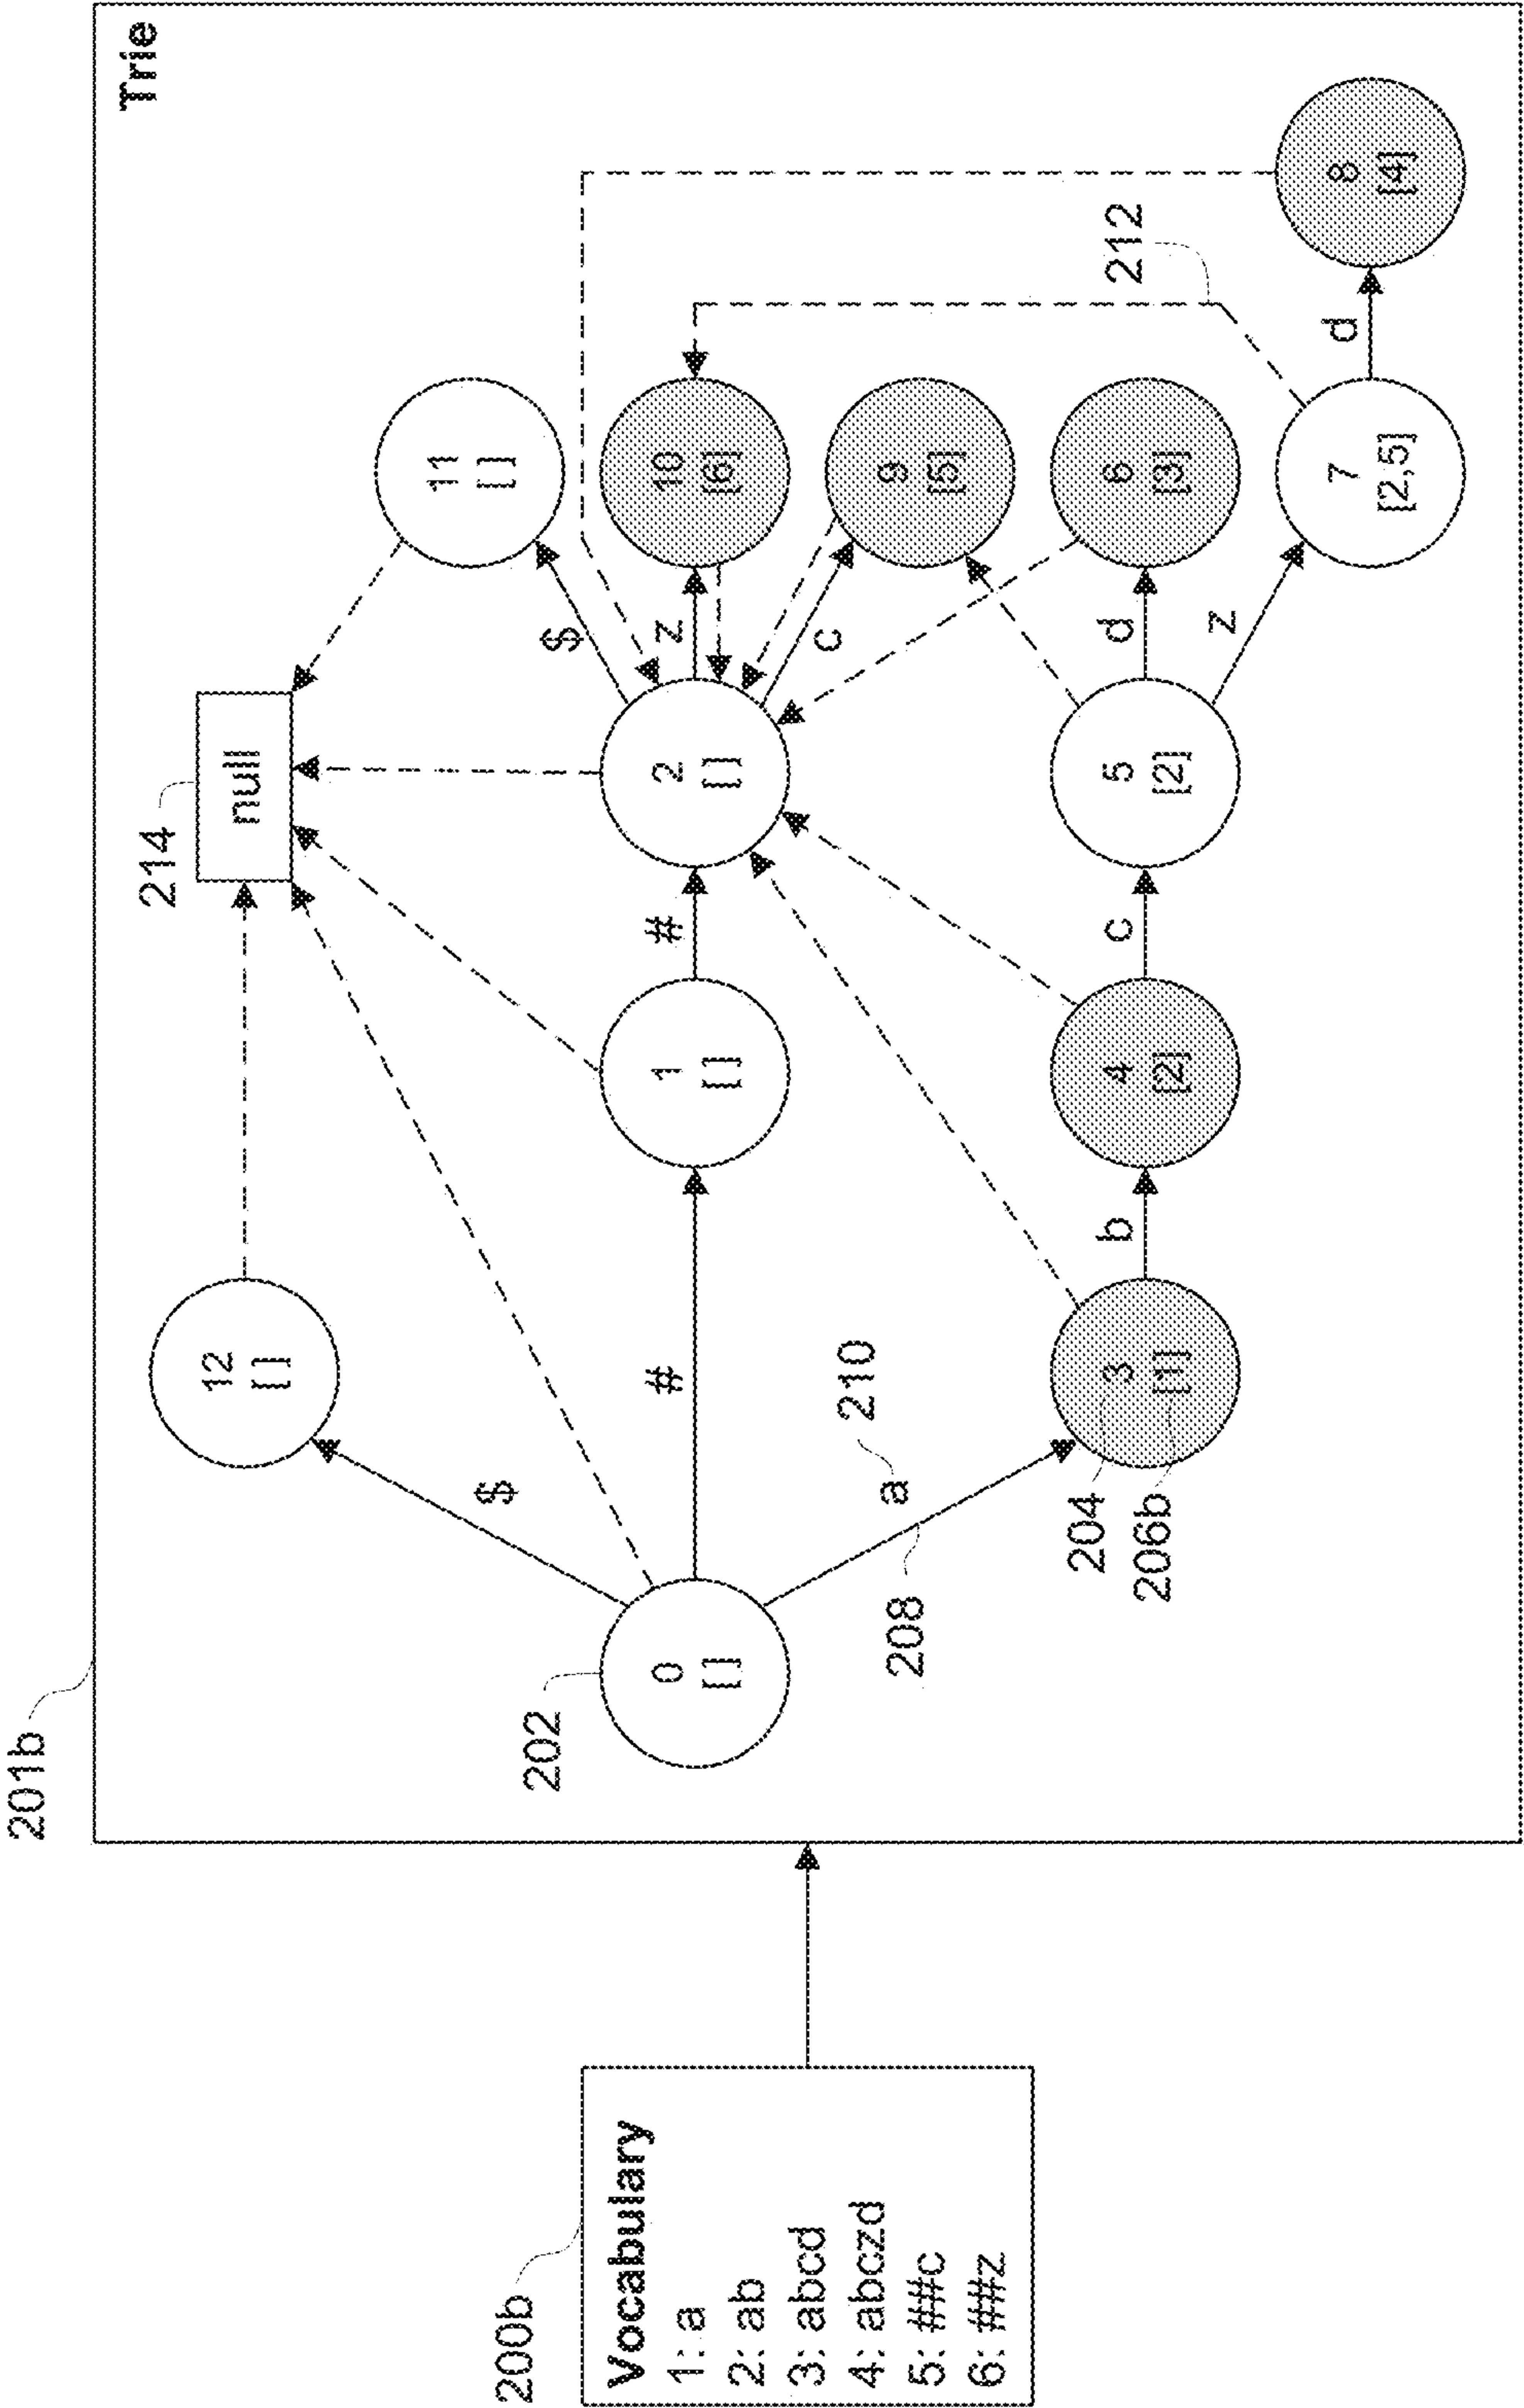 201b
Trie
214
null
12
[ ]
11
[ ]
$
$
202
0
[ ]
#
1
[ ]
#
2
[ ]
z
10
[6]
c
9
[5]
210
a
208
204
206b
3
[1]
b
4
[2]
c
5
[2]
d
6
[3]
z
7
[2,5]
212
d
8
[4]
200b
Vocabulary
1: a
2: ab
3: abcd
4: abczd
5: ##c
6: ##z